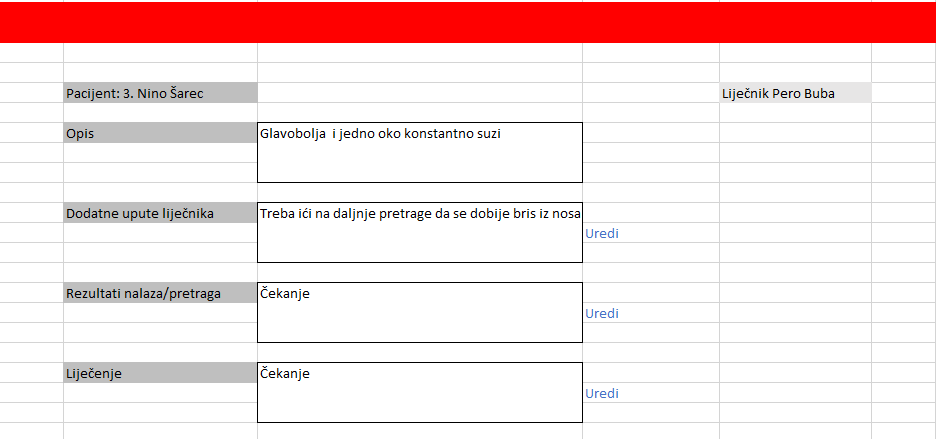 Pacijent: 3. Nino Šarec
Liječnik Pero Buba
Opis
Glavobolja  i jedno oko konstantno suzi
Dodatne upute liječnika
Treba ići na daljnje pretrage da se dobije bris iz nosa
Uredi
Rezultati nalaza/pretraga
Čekanje
Uredi
Liječenje
Čekanje
Uredi